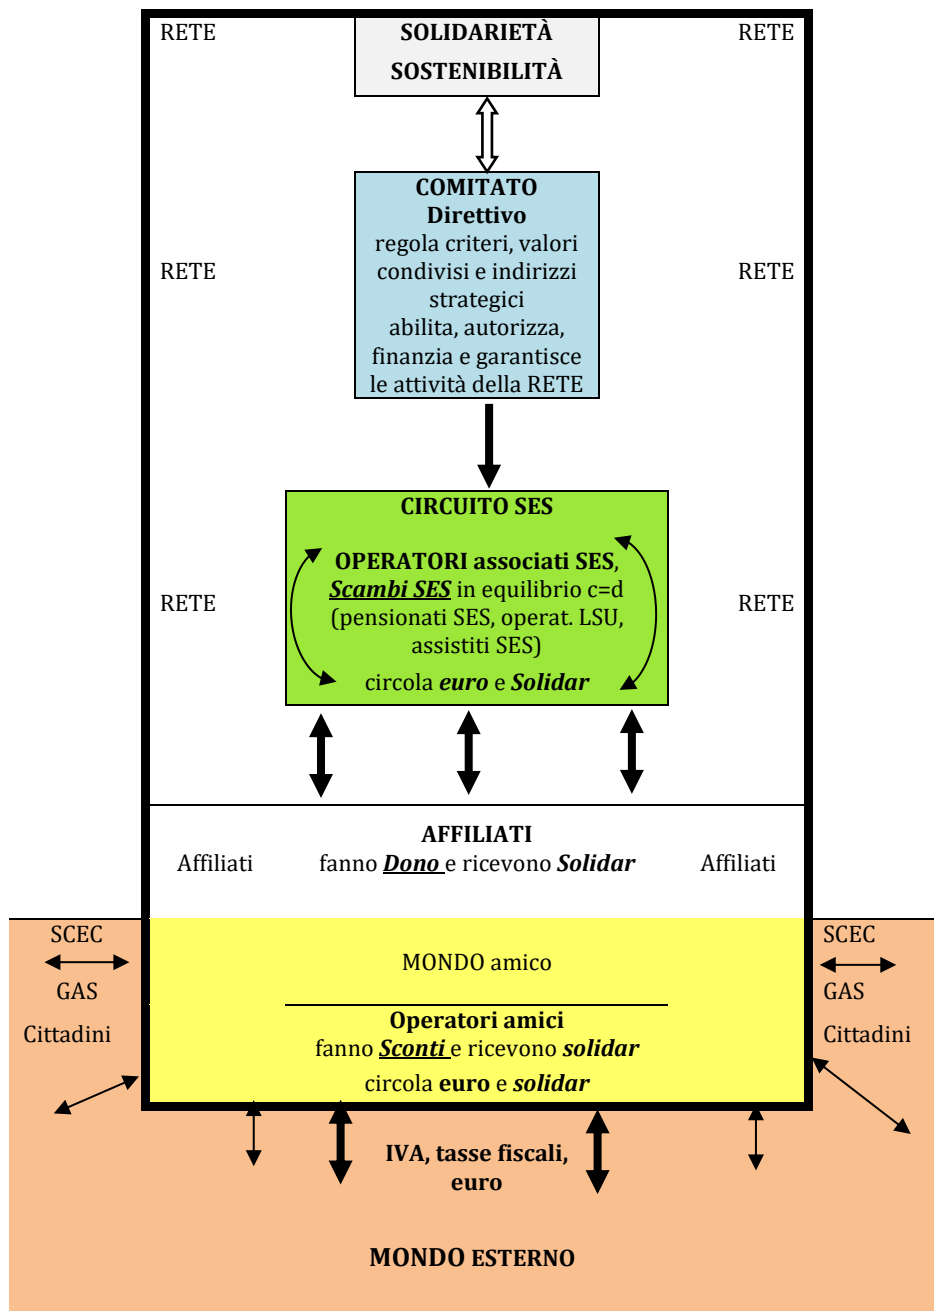 RETE
SOLIDARIETÀ
RETE
SOSTENIBILITÀ
COMITATO
Direttivo
regola criteri, valori
RETE
condivisi e indirizzi
RETE
strategici
abilita, autorizza,
finanzia e garantisce
le attività della RETE
CIRCUITO SES
OPERATORI associati SES,
Scambi SES in equilibrio c=d
RETE
(pensionati SES, operat. LSU,
RETE
assistiti SES)
circola euro e Solidar
AFFILIATI
Affiliati
fanno Dono e ricevono Solidar
Affiliati
SCEC
SCEC
MONDO amico
GAS
GAS
Operatori amici
Cittadini
Cittadini
fanno Sconti e ricevono solidar
circola euro e solidar
IVA, tasse fiscali,
euro
MONDO ESTERNO